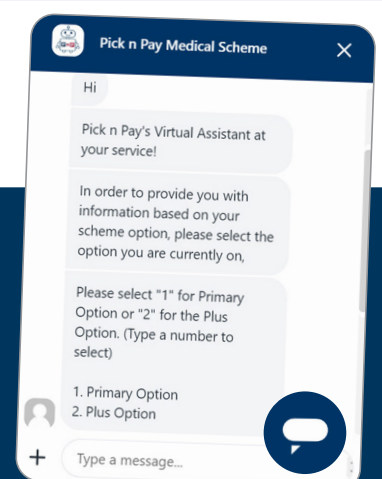 Pick n Pay Medical Scheme
Hi
Pick n Pay's Virtual Assistant at
your service!
In order to provide you with
information based on your
scheme option, please select the
option you are currently on,
Please select "1" for Primary
Option or "2" for the Plus
Option. (Type a number to
select)
1. Primary Option
2. Plus Option
Type a message...